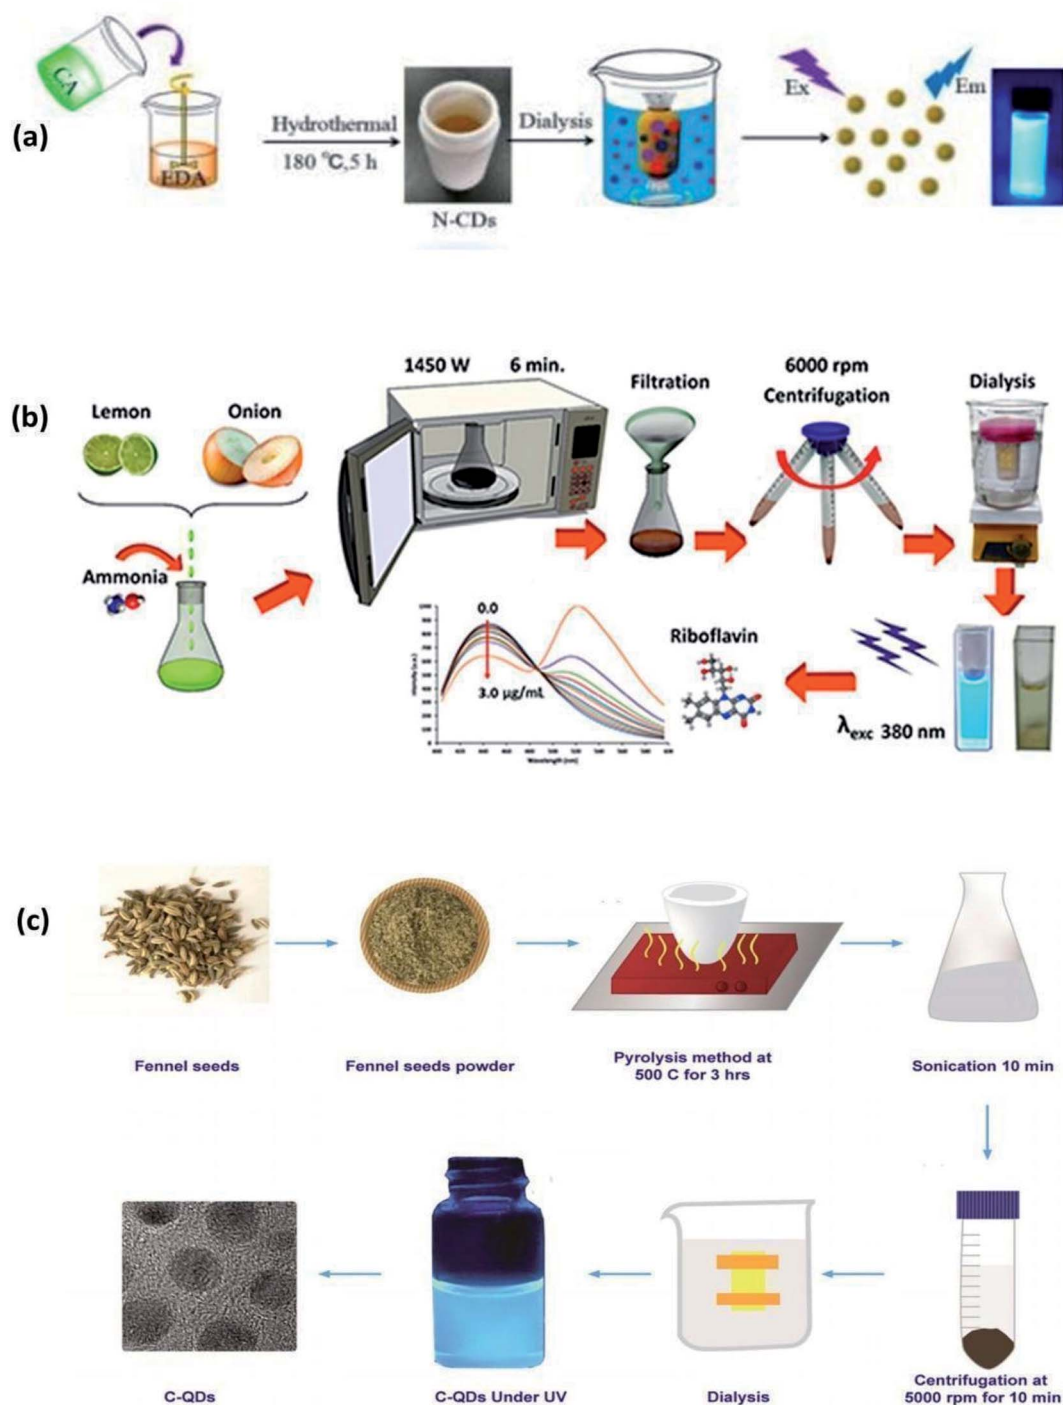 (a)
CA
EDA
Hydrothermal
180 ℃,5 h
N-CDs
Dialysis
Ex
Em
(b)
Lemon
Onion
Ammonia
1450 W 6 min.
Filtration
6000 rpm
Centrifugation
Dialysis
λexc 380 nm
Riboflavin
0.0
3.0 µg/mL
Intensity (a.u.)
Wavelength (nm)
(c)
Fennel seeds
Fennel seeds powder
Pyrolysis method at
500 C for 3 hrs
Sonication 10 min
Centrifugation at
5000 rpm for 10 min
Dialysis
C-QDs Under UV
C-QDs